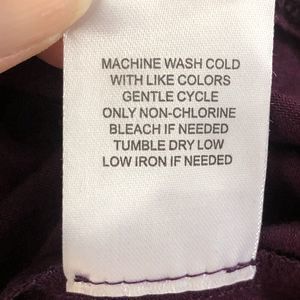 MACHINE WASH COLD
WITH LIKE COLORS
GENTLE CYCLE
ONLY NON-CHLORINE
BLEACH IF NEEDED
TUMBLE DRY LOW
LOW IRON IF NEEDED